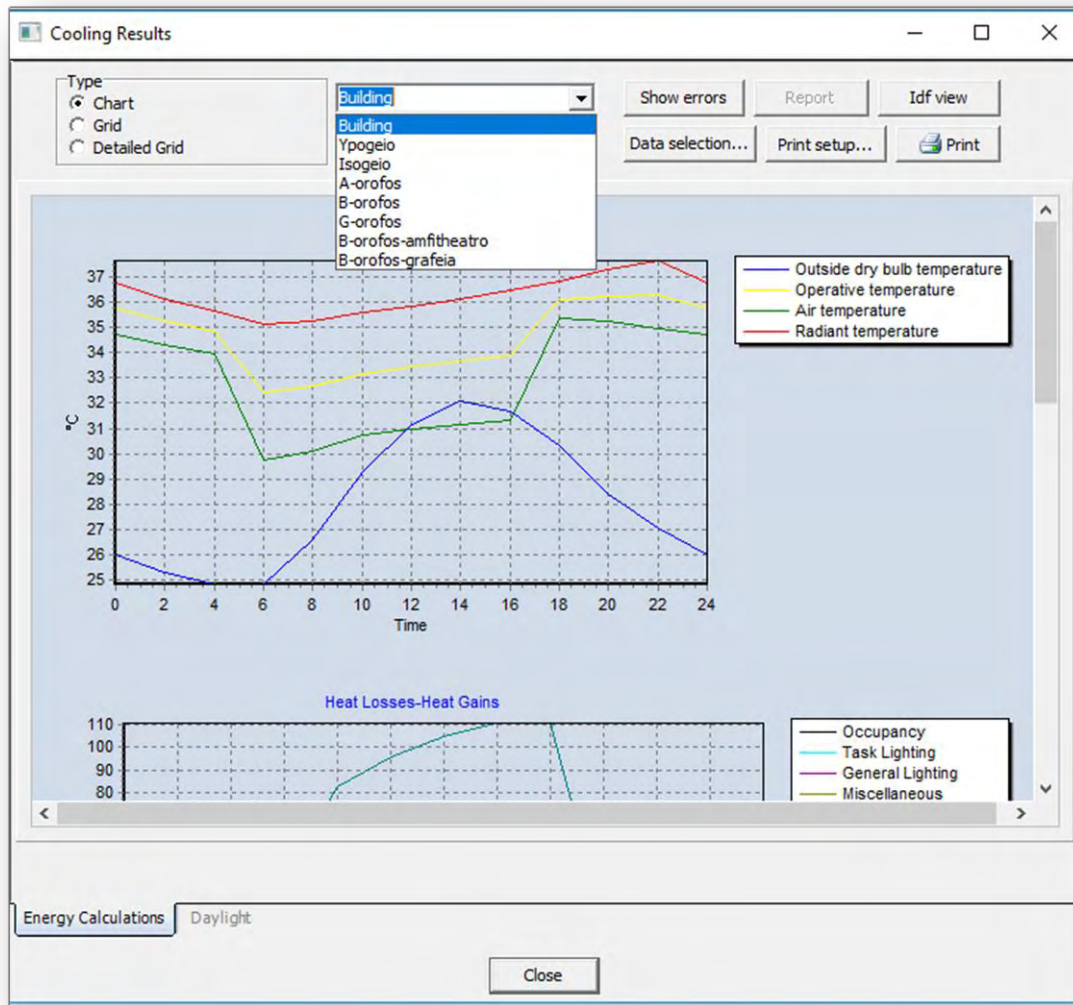 Cooling Results
Type
Chart
Grid
Detailed Grid
Building
Building
Ypogeio
Isogeio
A-orofos
B-orofos
G-orofos
B-orofos-amfitheatro
B-orofos-grafeia
Show errors
Report
Idf view
Data selection...
Print setup...
Print
37
36
35
34
33
32
31
30
29
28
27
26
25
°C
0 2 4 6 8 10 12 14 16 18 20 22 24
Time
Outside dry bulb temperature
Operative temperature
Air temperature
Radiant temperature
Heat Losses-Heat Gains
110
100
90
80
Occupancy
Task Lighting
General Lighting
Miscellaneous
Energy Calculations
Daylight
Close